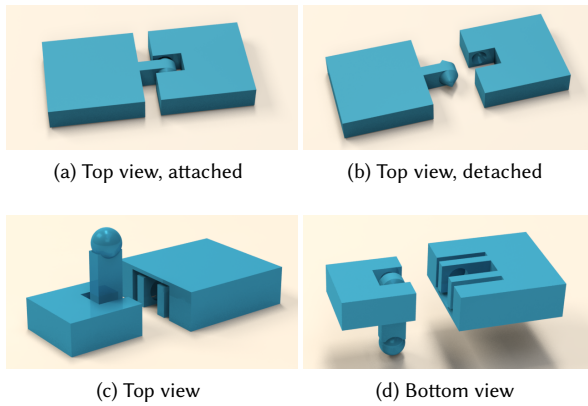 (a) Top view, attached
(b) Top view, detached
(c) Top view
(d) Bottom view